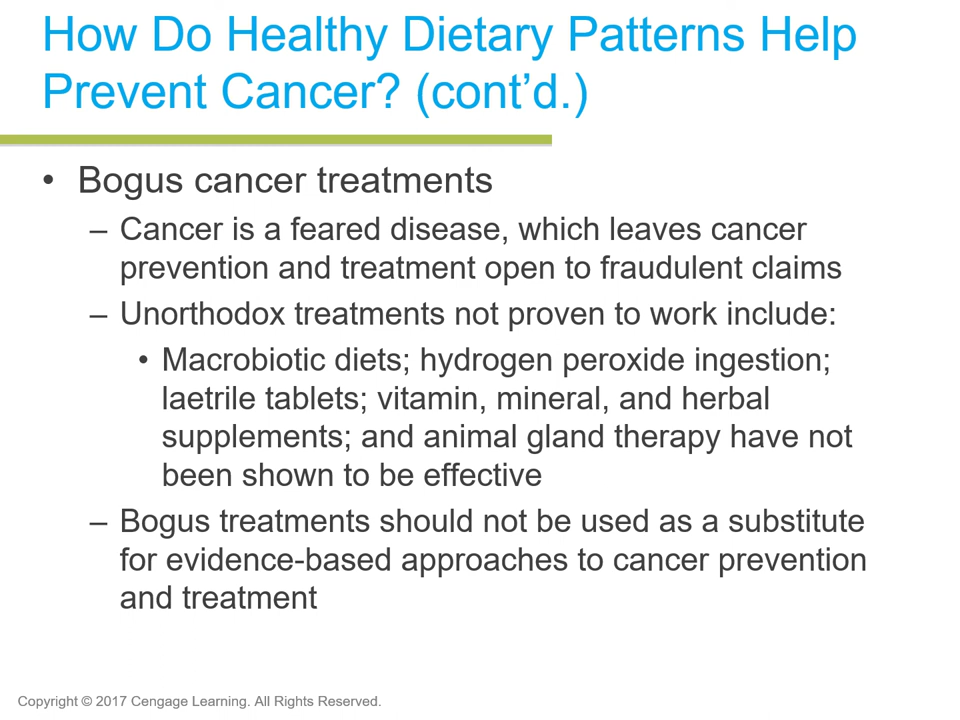 How Do Healthy Dietary Patterns Help
Prevent Cancer? (cont’d.)
• Bogus cancer treatments
– Cancer is a feared disease, which leaves cancer
prevention and treatment open to fraudulent claims
– Unorthodox treatments not proven to work include:
• Macrobiotic diets; hydrogen peroxide ingestion;
laetrile tablets; vitamin, mineral, and herbal
supplements; and animal gland therapy have not
been shown to be effective
– Bogus treatments should not be used as a substitute
for evidence-based approaches to cancer prevention
and treatment
Copyright © 2017 Cengage Learning. All Rights Reserved.